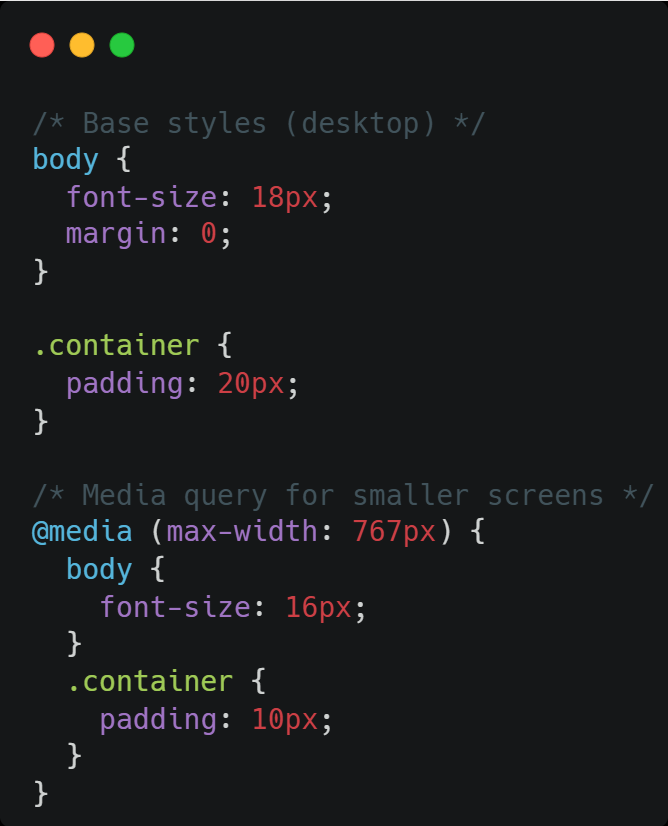 /* Base styles (desktop) */
body {
  font-size: 18px;
  margin: 0;
}

.container {
  padding: 20px;
}

/* Media query for smaller screens */
@media (max-width: 767px) {
  body {
    font-size: 16px;
  }
  .container {
    padding: 10px;
  }
}